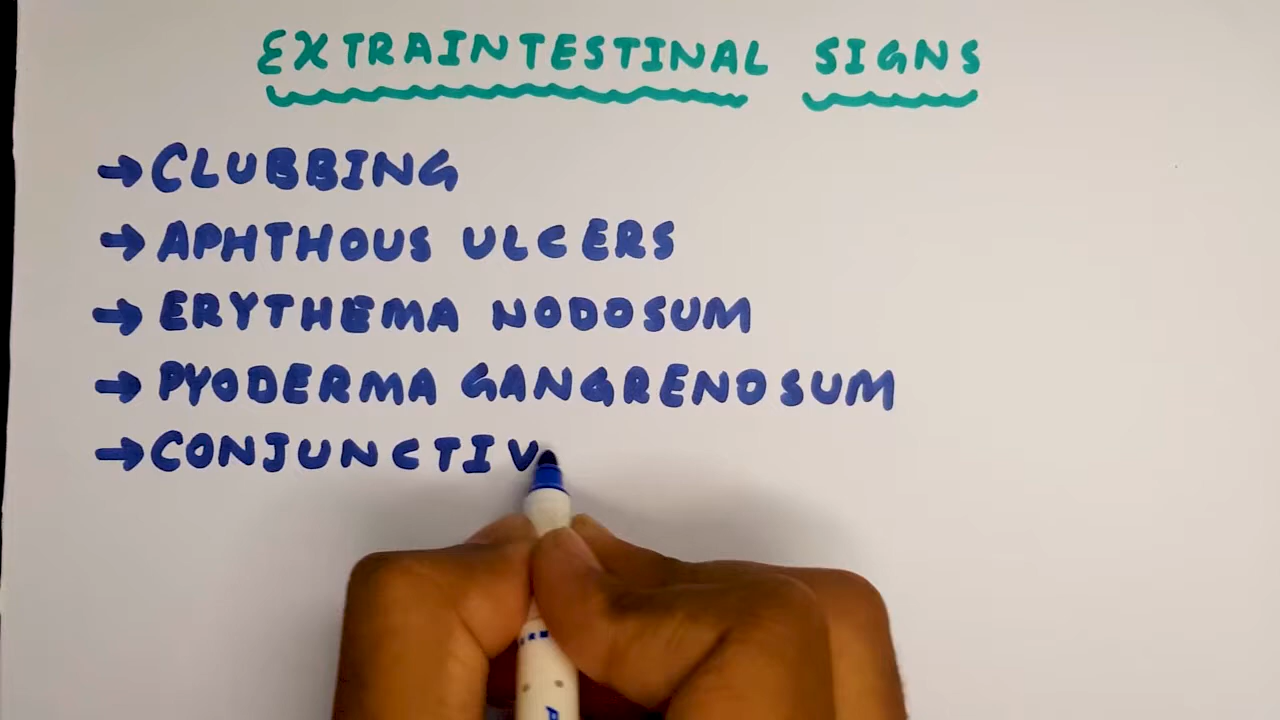 EXTRAINTESTINAL SIGNS
→ CLUBBING
→ APHTHOUS ULCERS
→ ERYTHEMA NODOSUM
→ PYODERMA GANGRENOSUM
→ CONJUNCTIV